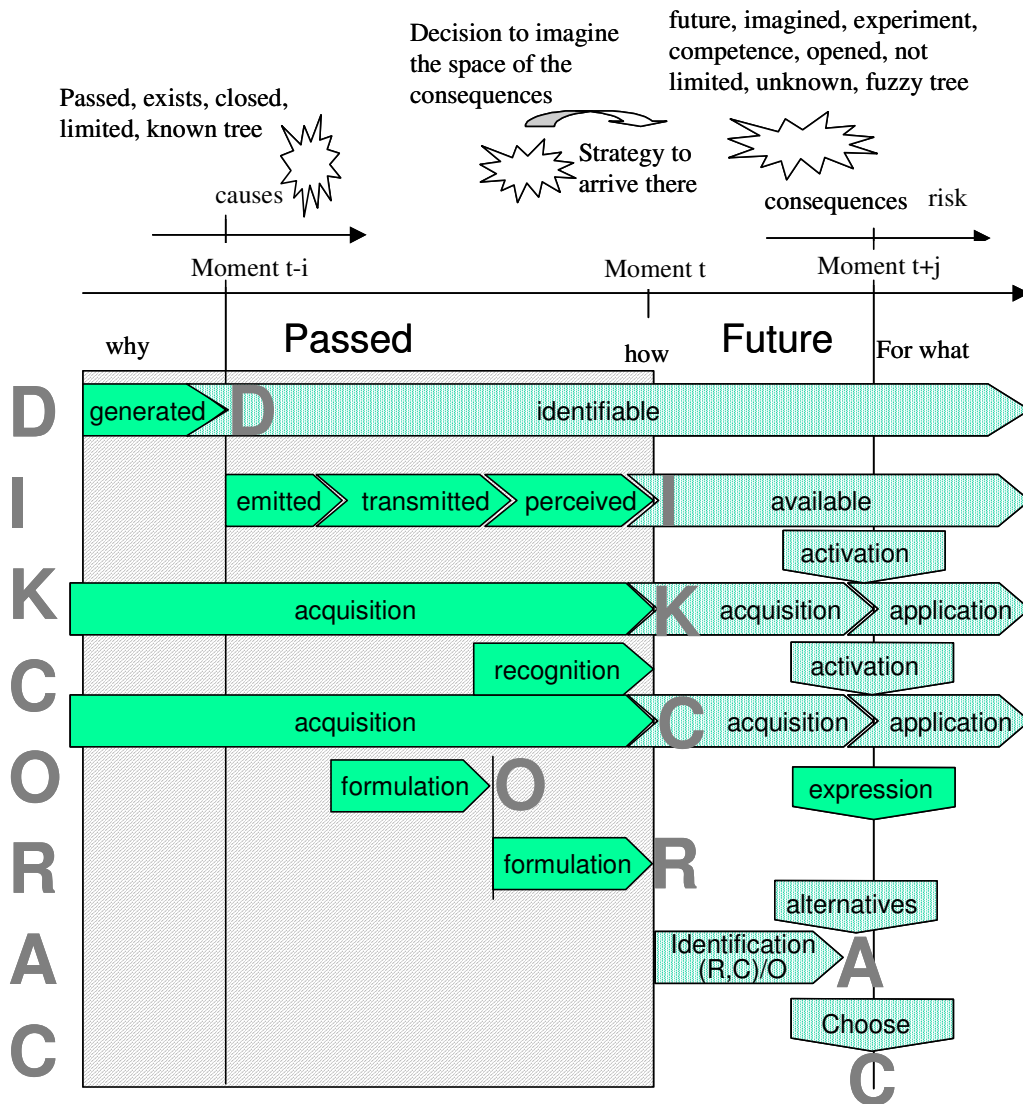 Decision to imagine
the space of the
consequences
future, imagined, experiment,
competence, opened, not
limited, unknown, fuzzy tree
Passed, exists, closed,
limited, known tree
Strategy to
arrive there
causes
consequences risk
Moment t-i
Moment t
Moment t+j
why
Passed
how
Future
For what
D
generated
D
identifiable
I
emitted
transmitted
perceived
I
available
activation
K
acquisition
K
acquisition
application
C
recognition
activation
acquisition
C
acquisition
application
O
formulation
O
expression
R
formulation
R
alternatives
A
Identification
(R,C)/O
A
Choose
C
C